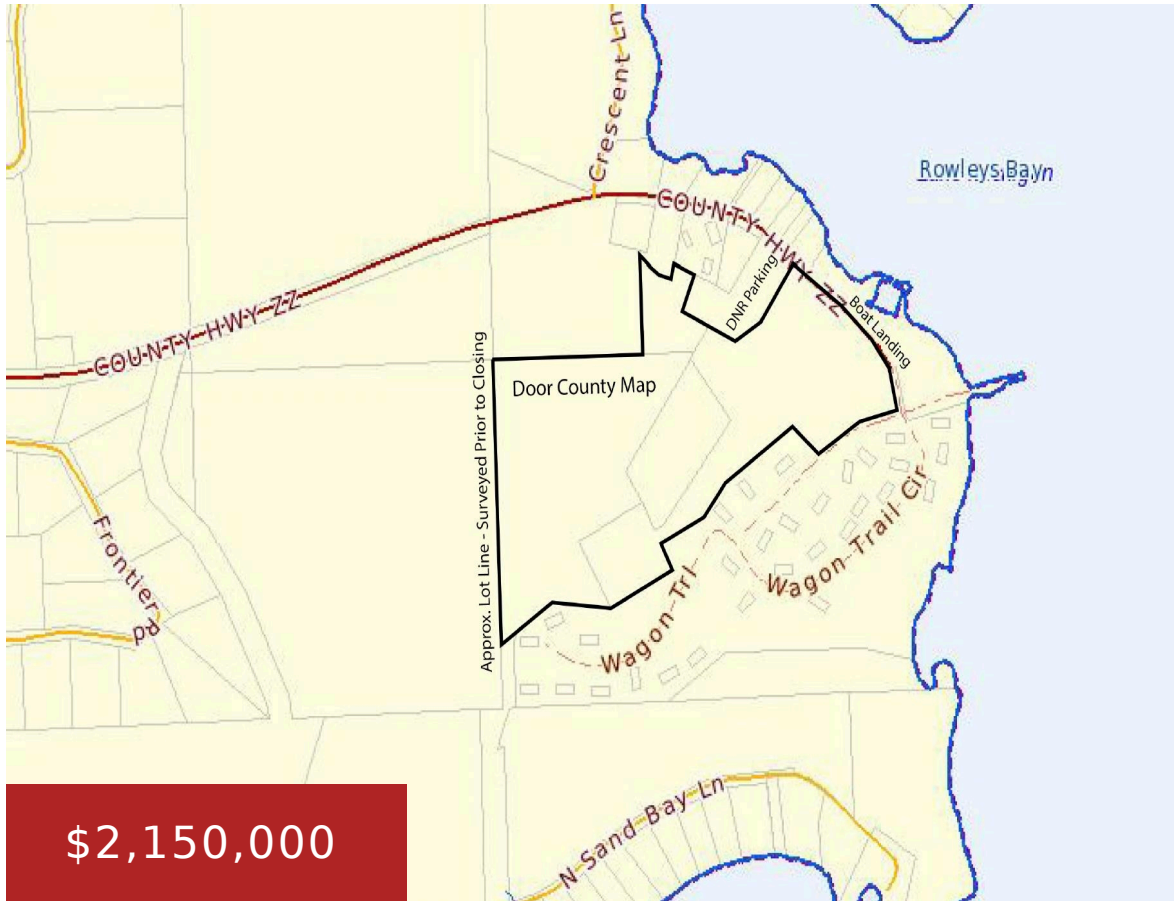 Crescent Ln
Rowleys Bay
COUNTY HWY ZZ
COUNTY HWY ZZ
DNR Parking
Boat Landing
Door County Map
Approx. Lot Line - Surveyed Prior to Closing
Frontier Rd
Wagon Trail Cir
Wagon Trl
N Sand Bay Ln
$2,150,000